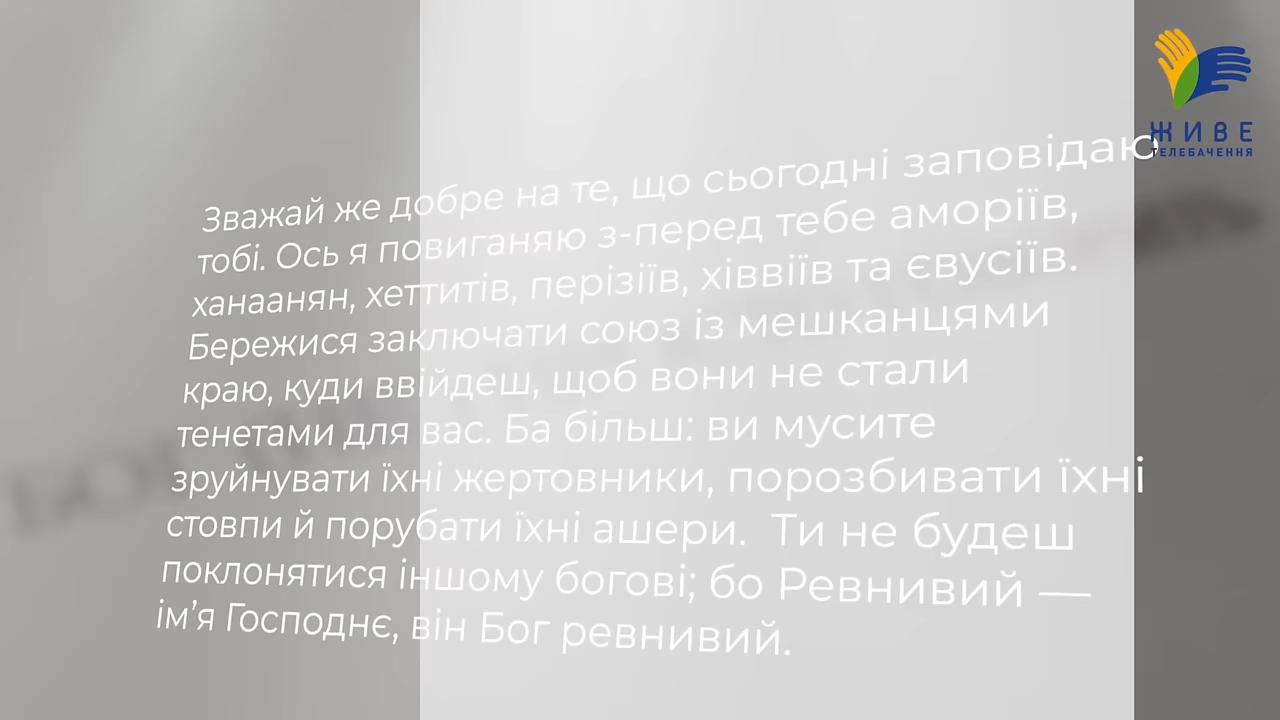 ЖИВЕ
ТЕЛЕБАЧЕННЯ
Зважай же добре на те, що сьогодні заповідаю
тобі. Ось я повиганяю з-перед тебе аморіїв,
ханаанян, хеттитів, перізіїв, хіввіїв та євусіїв.
Бережися заключати союз із мешканцями
краю, куди ввійдеш, щоб вони не стали
тенетами для вас. Ба більш: ви мусите
зруйнувати їхні жертовники, порозбивати їхні
стовпи й порубати їхні ашери. Ти не будеш
поклонятися іншому богові; бо Ревнивий —
ім’я Господнє, він Бог ревнивий.